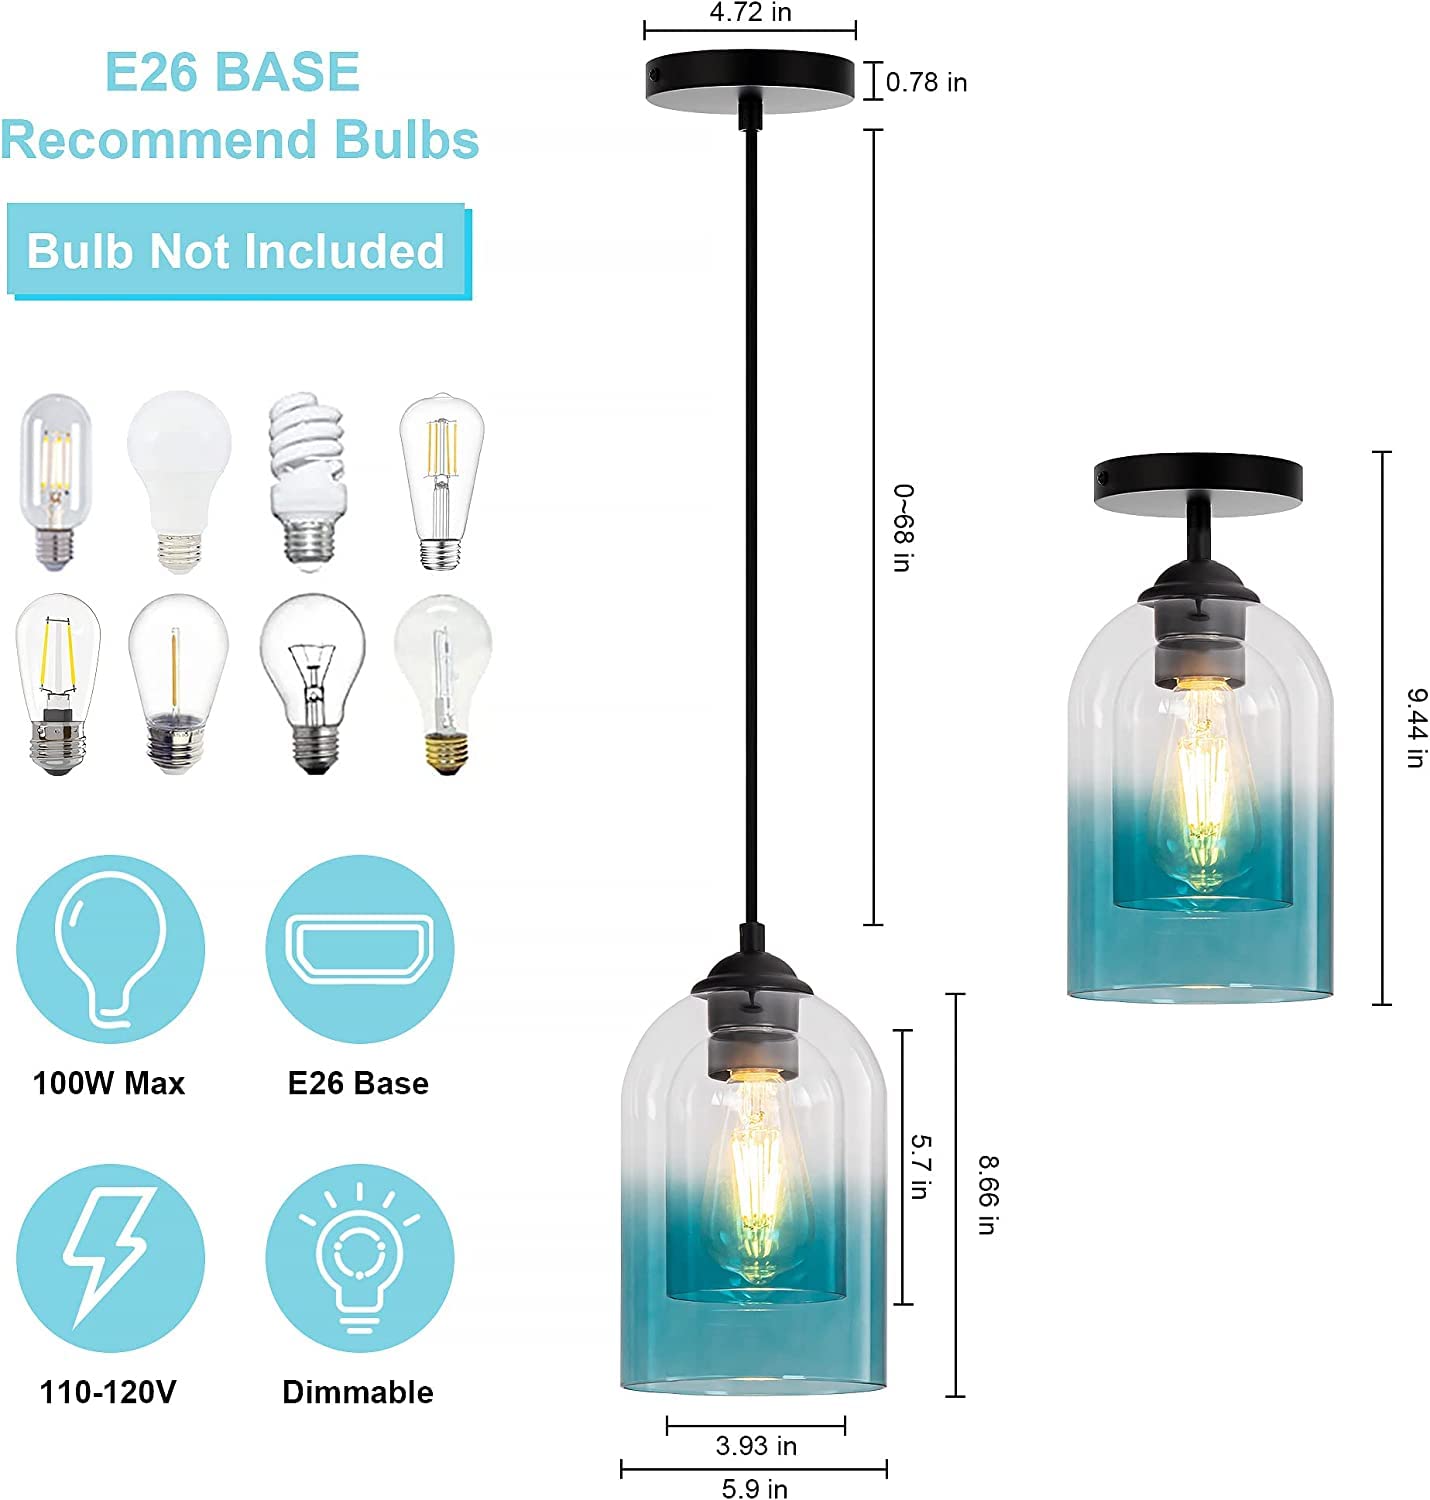 E26 BASE
Recommend Bulbs
Bulb Not Included
100W Max
E26 Base
110-120V
Dimmable
4.72 in
0.78 in
0~68 in
5.7 in
8.66 in
3.93 in
5.9 in
9.44 in